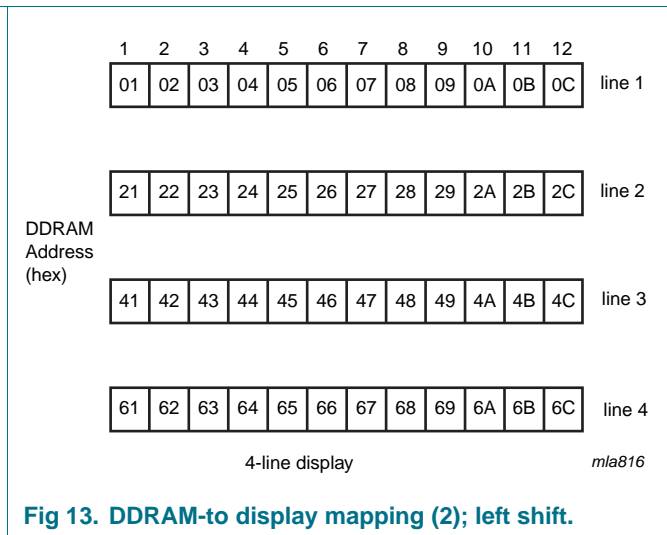 1 2 3 4 5 6 7 8 9 10 11 12
01 02 03 04 05 06 07 08 09 0A 0B 0C line 1
21 22 23 24 25 26 27 28 29 2A 2B 2C line 2
DDRAM
Address
(hex)
41 42 43 44 45 46 47 48 49 4A 4B 4C line 3
61 62 63 64 65 66 67 68 69 6A 6B 6C line 4
4-line display mla816
Fig 13. DDRAM-to display mapping (2); left shift.